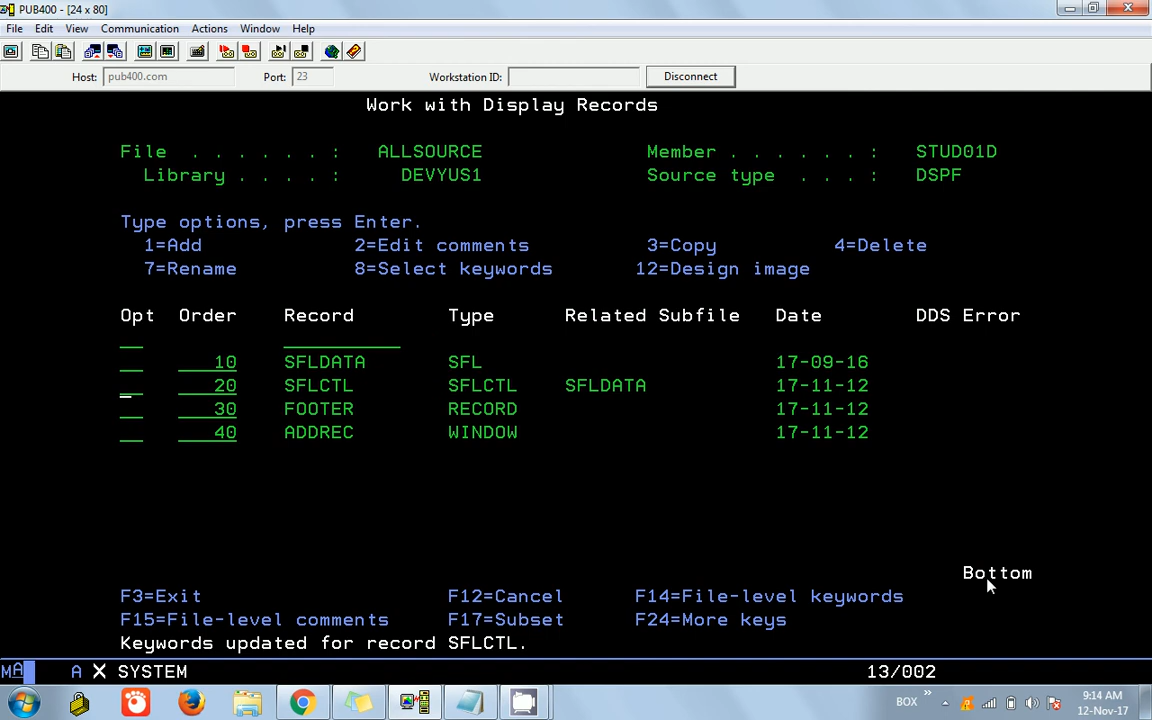 PUB400 - [24 x 80]
File Edit View Communication Actions Window Help
Host: pub400.com Port: 23 Workstation ID: Disconnect
Work with Display Records
File . . . . . . : ALLSOURCE Member . . . . . . : STUD01D
Library . . . . : DEVYUS1 Source type . . . : DSPF
Type options, press Enter.
1=Add 2=Edit comments 3=Copy 4=Delete
7=Rename 8=Select keywords 12=Design image
Opt Order Record Type Related Subfile Date DDS Error
10 SFLDATA SFL 17-09-16
20 SFLCTL SFLCTL SFLDATA 17-11-12
30 FOOTER RECORD 17-11-12
40 ADDREC WINDOW 17-11-12
Bottom
F3=Exit F12=Cancel F14=File-level keywords
F15=File-level comments F17=Subset F24=More keys
Keywords updated for record SFLCTL.
MA A X SYSTEM 13/002
BOX » 9:14 AM
12-Nov-17